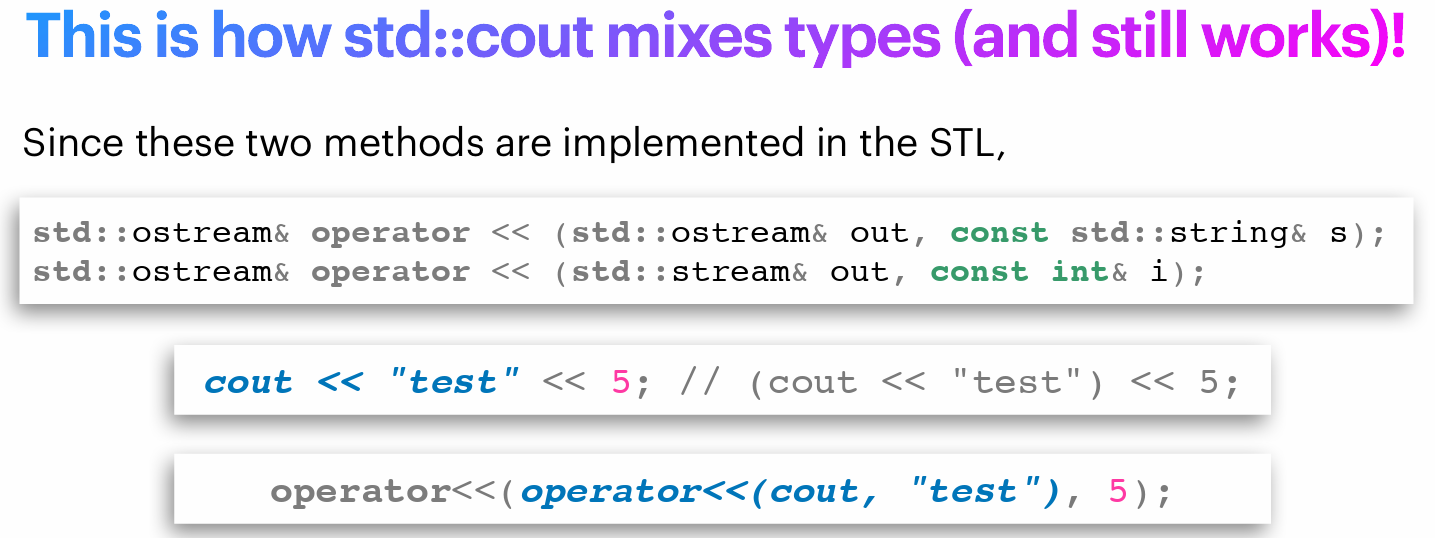 This is how std::cout mixes types (and still works)!
Since these two methods are implemented in the STL,
std::ostream& operator << (std::ostream& out, const std::string& s);
std::ostream& operator << (std::stream& out, const int& i);
cout << "test" << 5; // (cout << "test") << 5;
operator<<(operator<<(cout, "test"), 5);